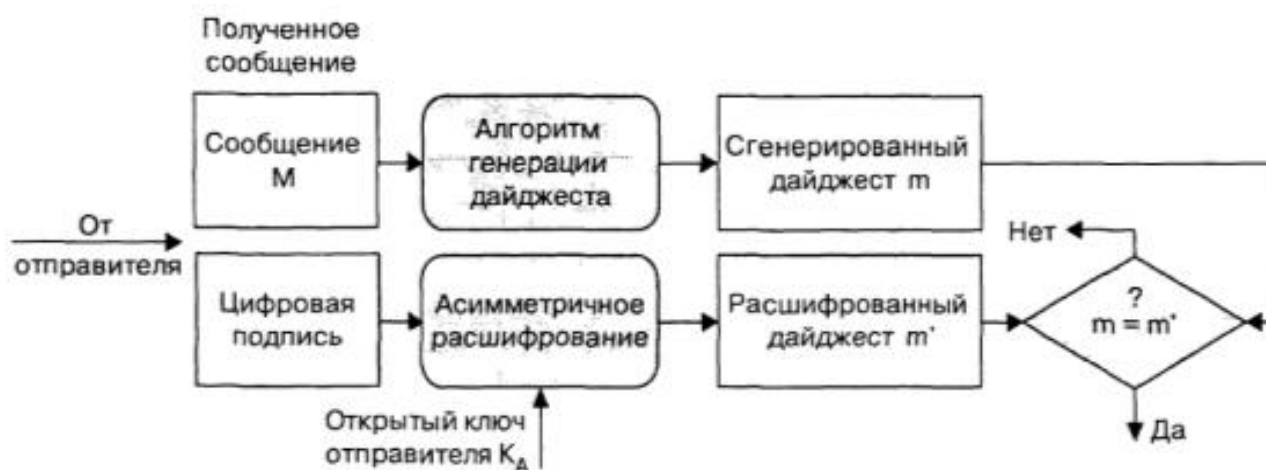 Полученное
сообщение
Сообщение
М
Алгоритм
генерации
дайджеста
Сгенерированный
дайджест m
От
отправителя
Нет
Цифровая
подпись
Асимметричное
расшифрование
Расшифрованный
дайджест m*
?
m = m*
Открытый ключ
отправителя K_A
Да